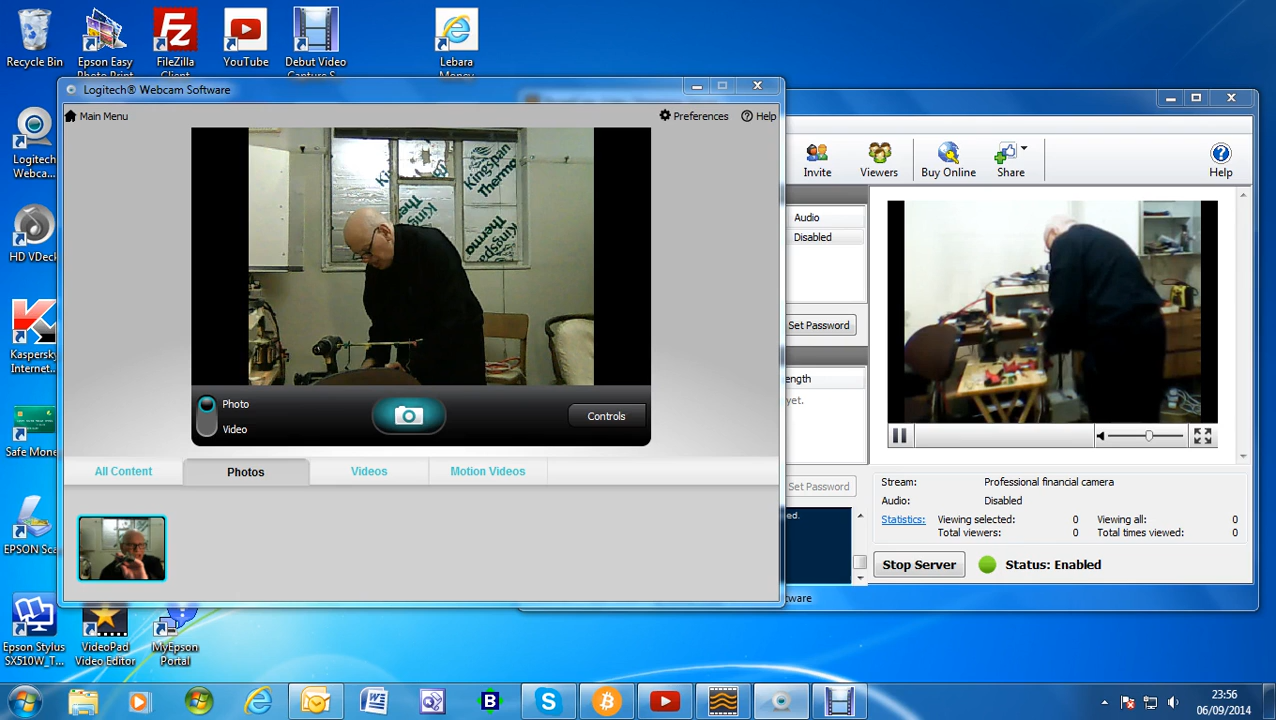 Recycle Bin
Epson Easy
Photo Print
FileZilla
Client
YouTube
Debut Video
Capture S...
Lebara
Money
Logitech
Webca...
HD VDeck
Kaspersky
Internet...
Safe Mone
EPSON Sca
Epson Stylus
SX510W_T...
VideoPad
Video Editor
MyEpson
Portal
Logitech® Webcam Software
Main Menu
Preferences
Help
Kingspan
Therma
Kingspan
Therma
Photo
Video
Controls
All Content
Photos
Videos
Motion Videos
Invite
Viewers
Buy Online
Share
Help
Audio
Disabled
Set Password
ength
yet.
Set Password
ed.
Stream: Professional financial camera
Audio: Disabled
Statistics: Viewing selected: 0 Viewing all: 0
Total viewers: 0 Total times viewed: 0
Stop Server
Status: Enabled
tware
23:56
06/09/2014